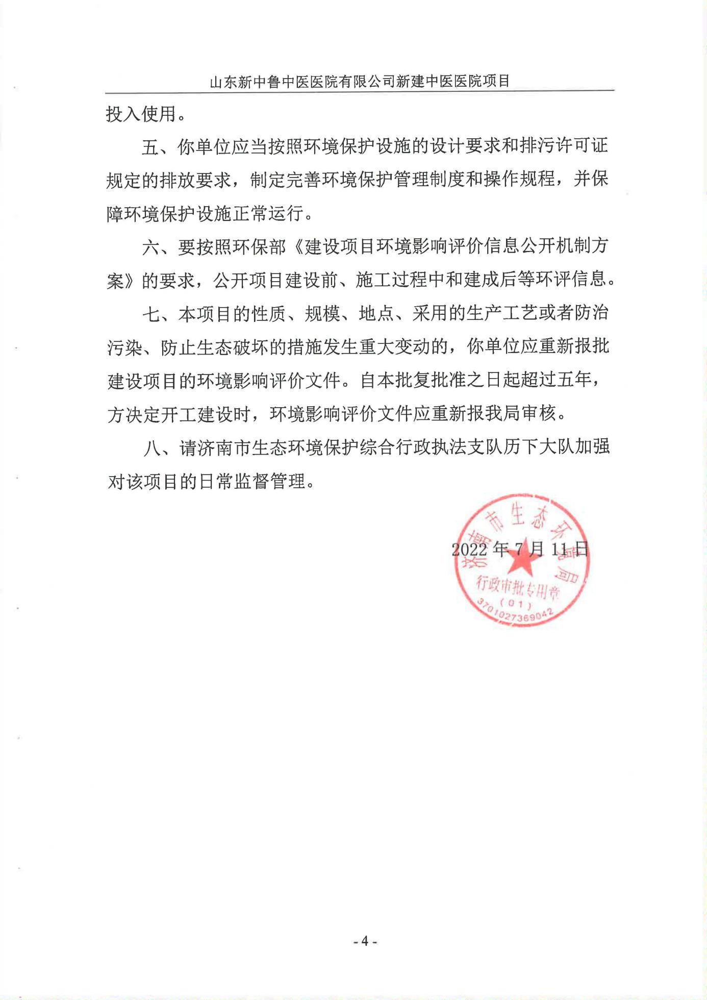 山东新中鲁中医医院有限公司新建中医医院项目
投入使用。
五、你单位应当按照环境保护设施的设计要求和排污许可证
规定的排放要求，制定完善环境保护管理制度和操作规程，并保
障环境保护设施正常运行。
六、要按照环保部《建设项目环境影响评价信息公开机制方
案》的要求，公开项目建设前、施工过程中和建成后等环评信息。
七、本项目的性质、规模、地点、采用的生产工艺或者防治
污染、防止生态破坏的措施发生重大变动的，你单位应重新报批
建设项目的环境影响评价文件。自本批复批准之日起超过五年，
方决定开工建设时，环境影响评价文件应重新报我局审核。
八、请济南市生态环境保护综合行政执法支队历下大队加强
对该项目的日常监督管理。
济南市生态环境局
2022年7月11日
行政审批专用章
(01)
3701027369042
-4-